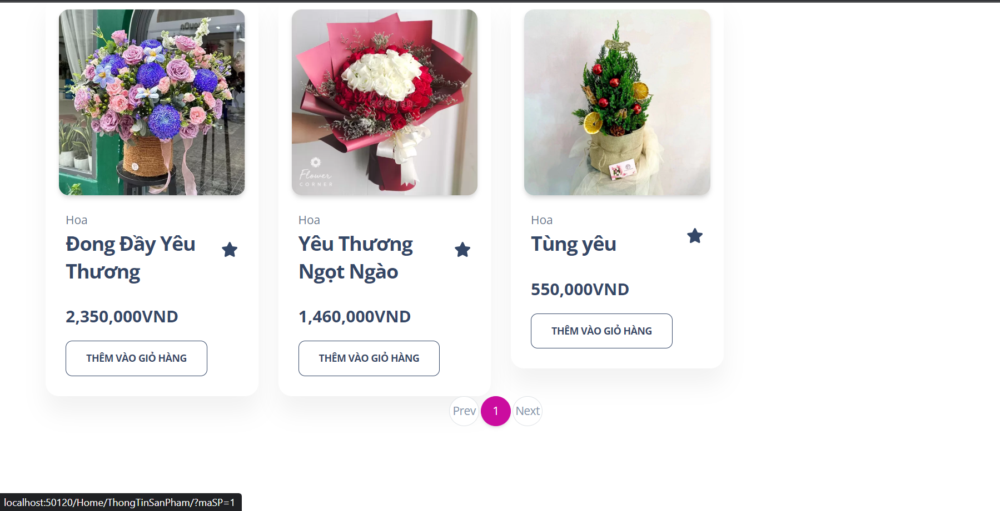 CORNER
Flower
CORNER
Hoa
Đong Đầy Yêu
Thương
2,350,000VND
THÊM VÀO GIỎ HÀNG
Hoa
Yêu Thương
Ngọt Ngào
1,460,000VND
THÊM VÀO GIỎ HÀNG
Hoa
Tùng yêu
550,000VND
THÊM VÀO GIỎ HÀNG
Prev
1
Next
localhost:50120/Home/ThongTinSanPham/?maSP=1